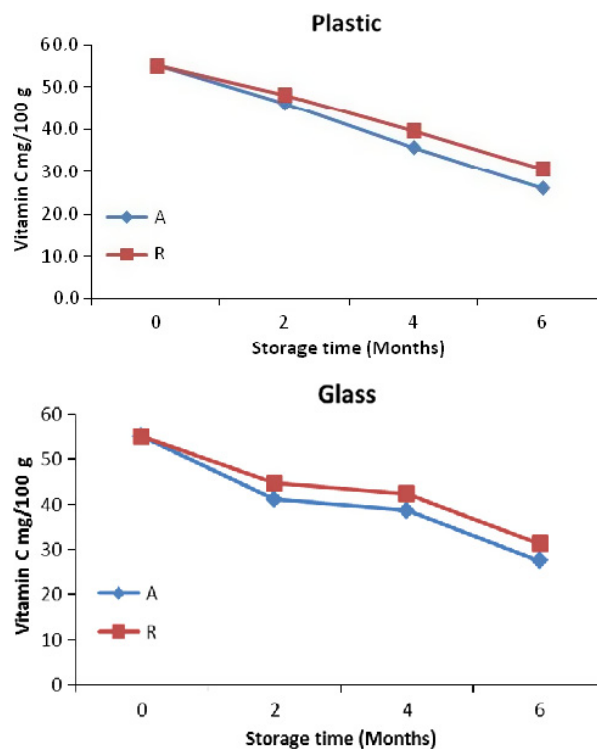 Plastic
60.0
50.0
40.0
30.0
20.0
10.0
0.0
Vitamin C mg/100 g
A
R
0 2 4 6
Storage time (Months)
Glass
60
50
40
30
20
10
0
Vitamin C mg/100 g
A
R
0 2 4 6
Storage time (Months)